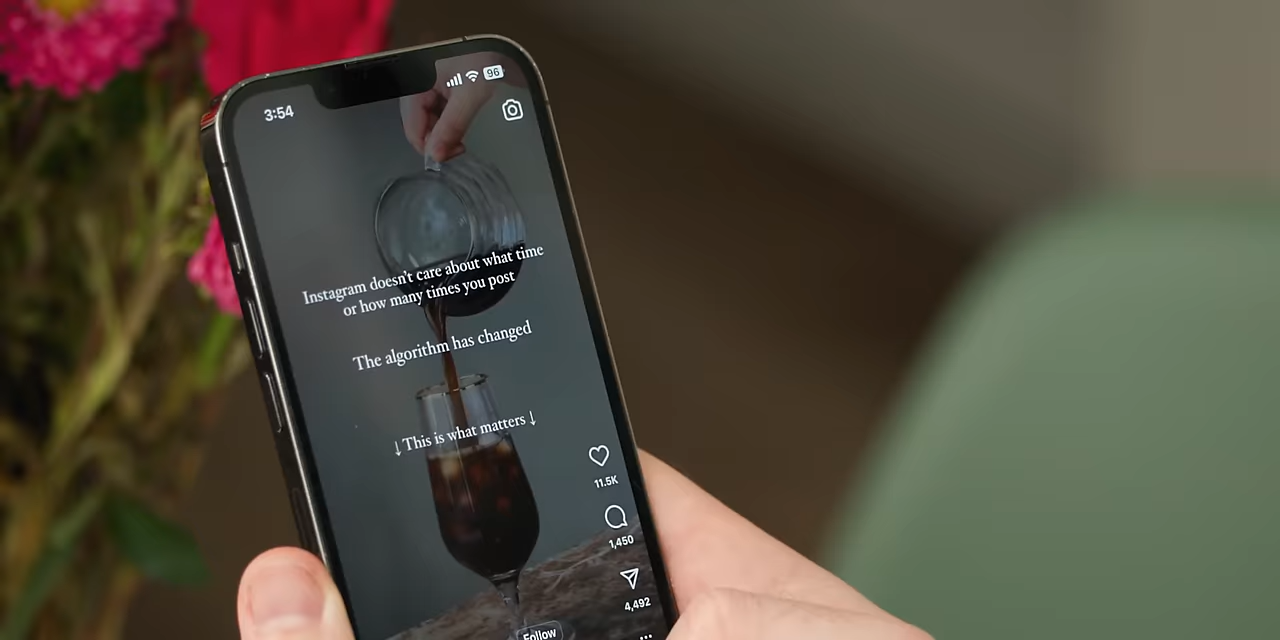 3:54
96
Instagram doesn't care about what time
or how many times you post
The algorithm has changed
↓ This is what matters ↓
11.5K
1,450
4,492
Follow